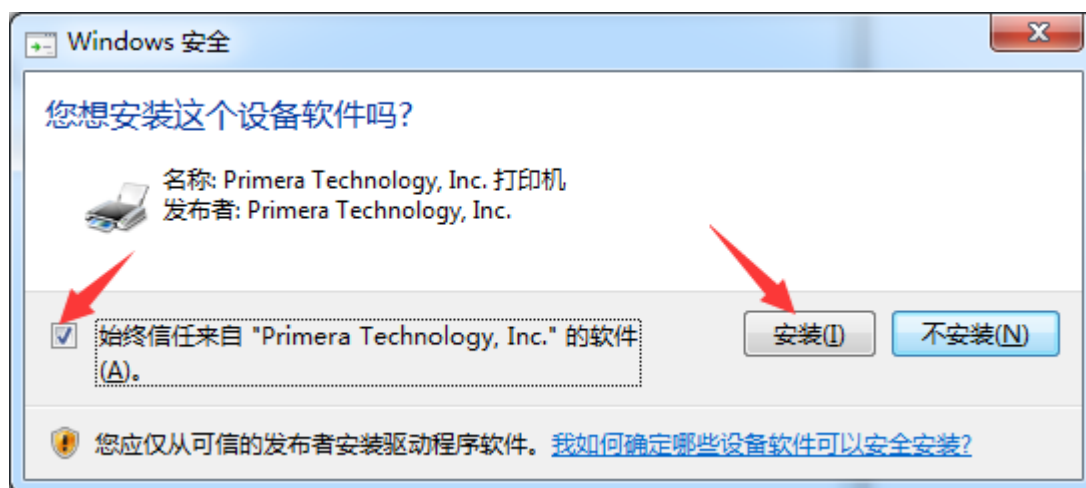 Windows 安全
您想安装这个设备软件吗?
名称: Primera Technology, Inc. 打印机
发布者: Primera Technology, Inc.
始终信任来自 "Primera Technology, Inc." 的软件
(A)。
安装(I)
不安装(N)
您应仅从可信的发布者安装驱动程序软件。我如何确定哪些设备软件可以安全安装?